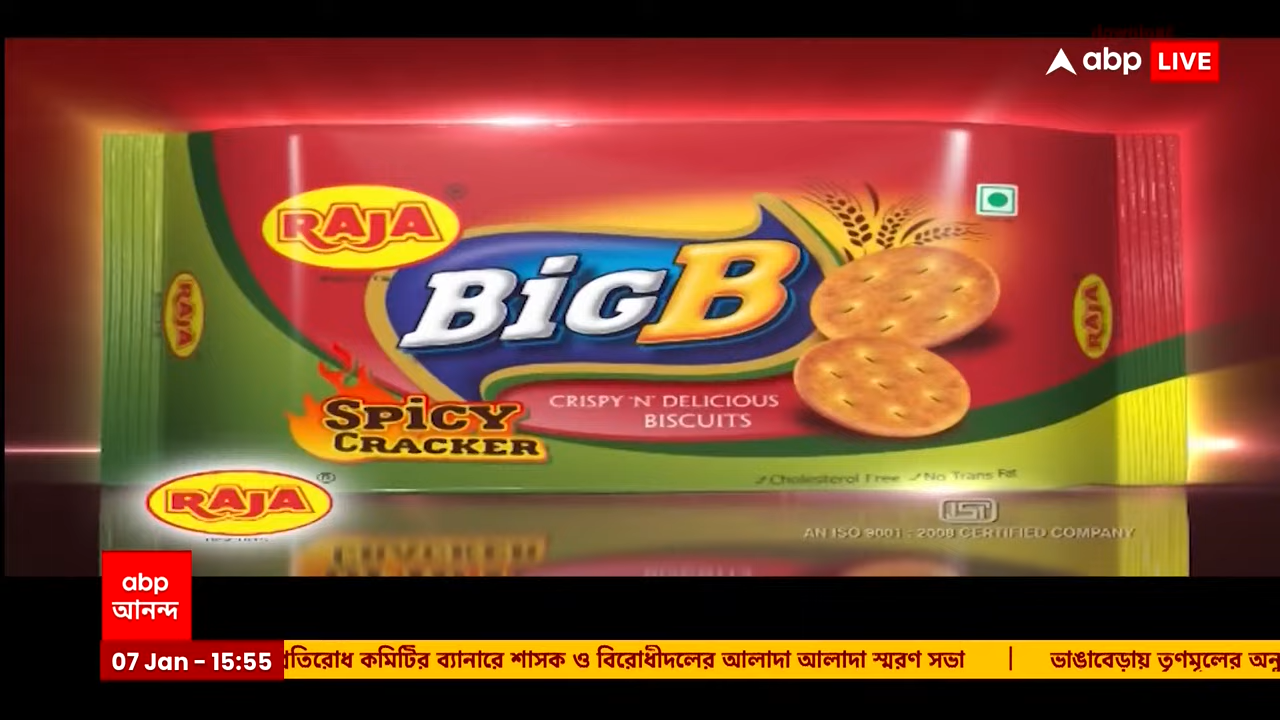 abp LIVE
RAJA
BiGB
RAJA
RAJA
SPiCY
CRACKER
CRISPY 'N' DELICIOUS
BISCUITS
✓Cholesterol Free ✓No Trans Fat
RAJA
®
BISCUITS
ISI
AN ISO 9001 : 2008 CERTIFIED COMPANY
abp
আনন্দ
07 Jan - 15:55
প্রতিরোধ কমিটির ব্যানারে শাসক ও বিরোধীদলের আলাদা আলাদা স্মরণ সভা | ভাঙাবেড়ায় তৃণমূলের